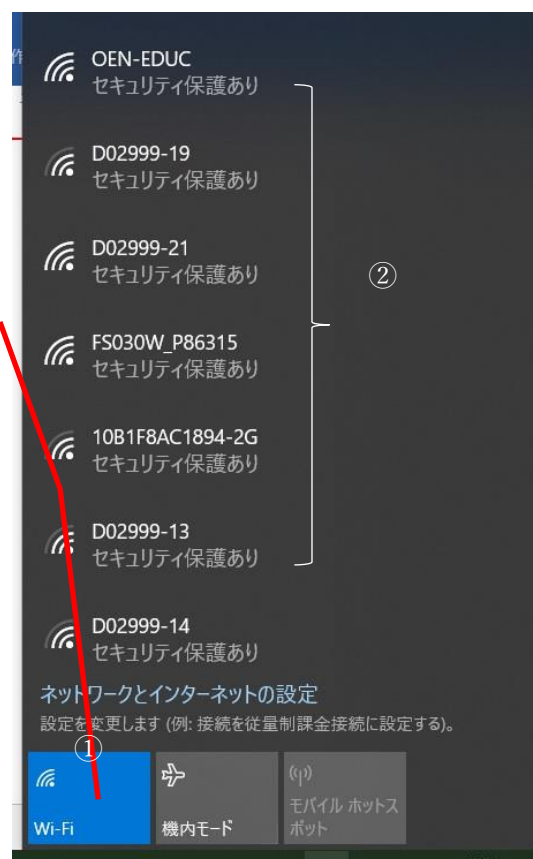 作
OEN-EDUC
セキュリティ保護あり
D02999-19
セキュリティ保護あり
D02999-21
セキュリティ保護あり
②
FS030W_P86315
セキュリティ保護あり
10B1F8AC1894-2G
セキュリティ保護あり
D02999-13
セキュリティ保護あり
D02999-14
セキュリティ保護あり
ネットワークとインターネットの設定
設定を変更します (例: 接続を従量制課金接続に設定する)。
①
Wi-Fi
機内モード
モバイル ホットス
ポット